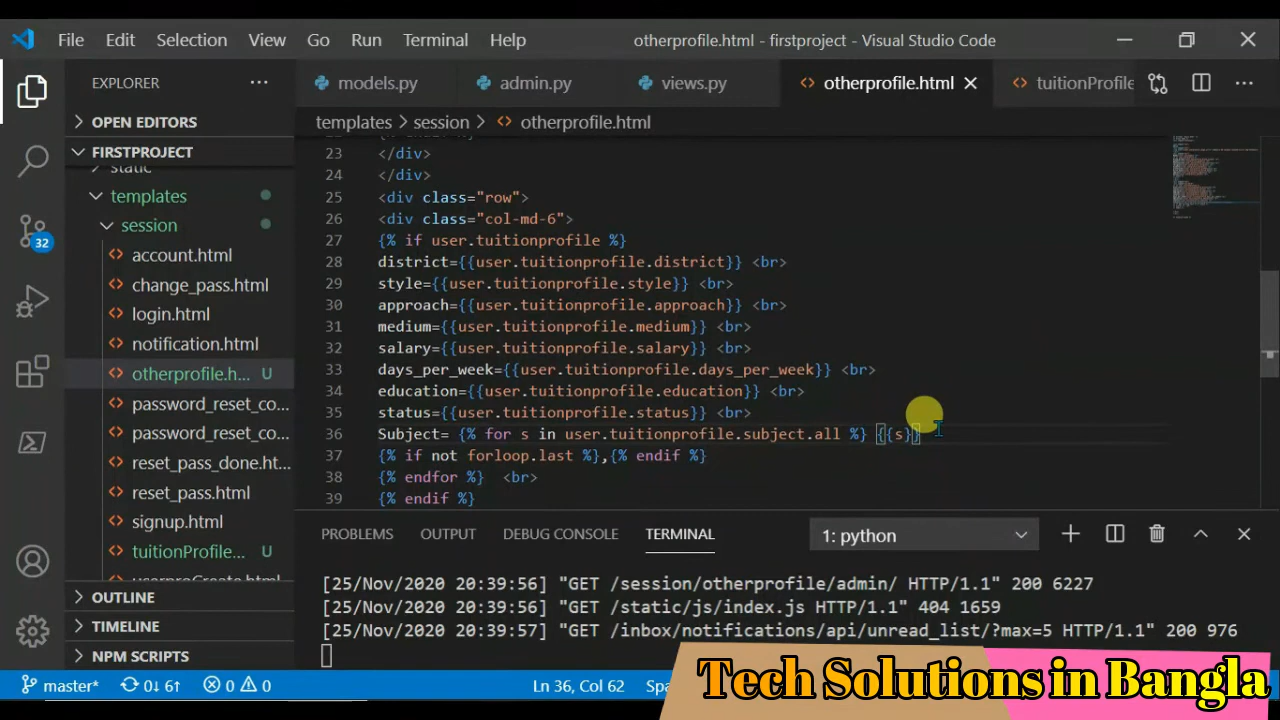 File Edit Selection View Go Run Terminal Help otherprofile.html - firstproject - Visual Studio Code
EXPLORER
models.py admin.py views.py otherprofile.html tuitionProfile
OPEN EDITORS
templates > session > otherprofile.html
FIRSTPROJECT
static
templates
session
account.html
change_pass.html
login.html
notification.html
otherprofile.h... U
password_reset_co...
password_reset_co...
reset_pass_done.ht...
reset_pass.html
signup.html
tuitionProfile... U
userproCreate.html
OUTLINE
TIMELINE
NPM SCRIPTS
23 </div>
24 </div>
25 <div class="row">
26 <div class="col-md-6">
27 {% if user.tuitionprofile %}
28 district={{user.tuitionprofile.district}} <br>
29 style={{user.tuitionprofile.style}} <br>
30 approach={{user.tuitionprofile.approach}} <br>
31 medium={{user.tuitionprofile.medium}} <br>
32 salary={{user.tuitionprofile.salary}} <br>
33 days_per_week={{user.tuitionprofile.days_per_week}} <br>
34 education={{user.tuitionprofile.education}} <br>
35 status={{user.tuitionprofile.status}} <br>
36 Subject= {% for s in user.tuitionprofile.subject.all %} {{s}}
37 {% if not forloop.last %},{% endif %}
38 {% endfor %} <br>
39 {% endif %}
PROBLEMS OUTPUT DEBUG CONSOLE TERMINAL 1: python
[25/Nov/2020 20:39:56] "GET /session/otherprofile/admin/ HTTP/1.1" 200 6227
[25/Nov/2020 20:39:56] "GET /static/js/index.js HTTP/1.1" 404 1659
[25/Nov/2020 20:39:57] "GET /inbox/notifications/api/unread_list/?max=5 HTTP/1.1" 200 976
32
master* 0↓ 6↑ 0 0 Ln 36, Col 62
Tech Solutions in Bangla